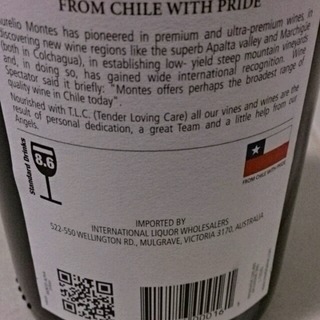 FROM CHILE WITH PRIDE
Aurelio Montes has pioneered in premium and ultra-premium wines, in
discovering new wine regions like the superb Apalta valley and Marchigue
(both in Colchagua), in establishing low- yield steep mountain vineyards
and, in doing so, has gained wide international recognition. Wine
Spectator said it briefly: "Montes offers perhaps the broadest range of
quality wine in Chile today".
Nourished with T.L.C. (Tender Loving Care) all our vines and wines are the
result of personal dedication, a great Team and a little help from our
Angels.
8.6
Standard Drinks
FROM CHILE WITH PRIDE
IMPORTED BY
INTERNATIONAL LIQUOR WHOLESALERS
522-550 WELLINGTON RD., MULGRAVE, VICTORIA 3170, AUSTRALIA